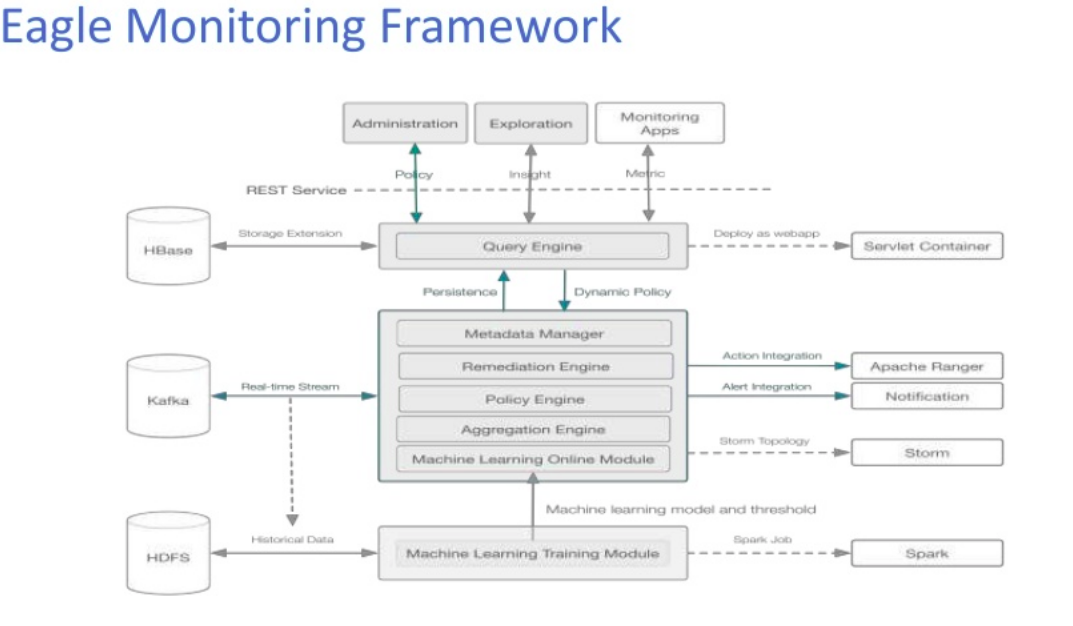 Eagle Monitoring Framework
Administration
Exploration
Monitoring
Apps
Policy
Insight
Metric
REST Service
HBase
Storage Extension
Query Engine
Deploy as webapp
Servlet Container
Persistence
Dynamic Policy
Metadata Manager
Remediation Engine
Policy Engine
Aggregation Engine
Machine Learning Online Module
Kafka
Real-time Stream
Action Integration
Apache Ranger
Alert Integration
Notification
Storm Topology
Storm
Machine learning model and threshold
HDFS
Historical Data
Machine Learning Training Module
Spark Job
Spark